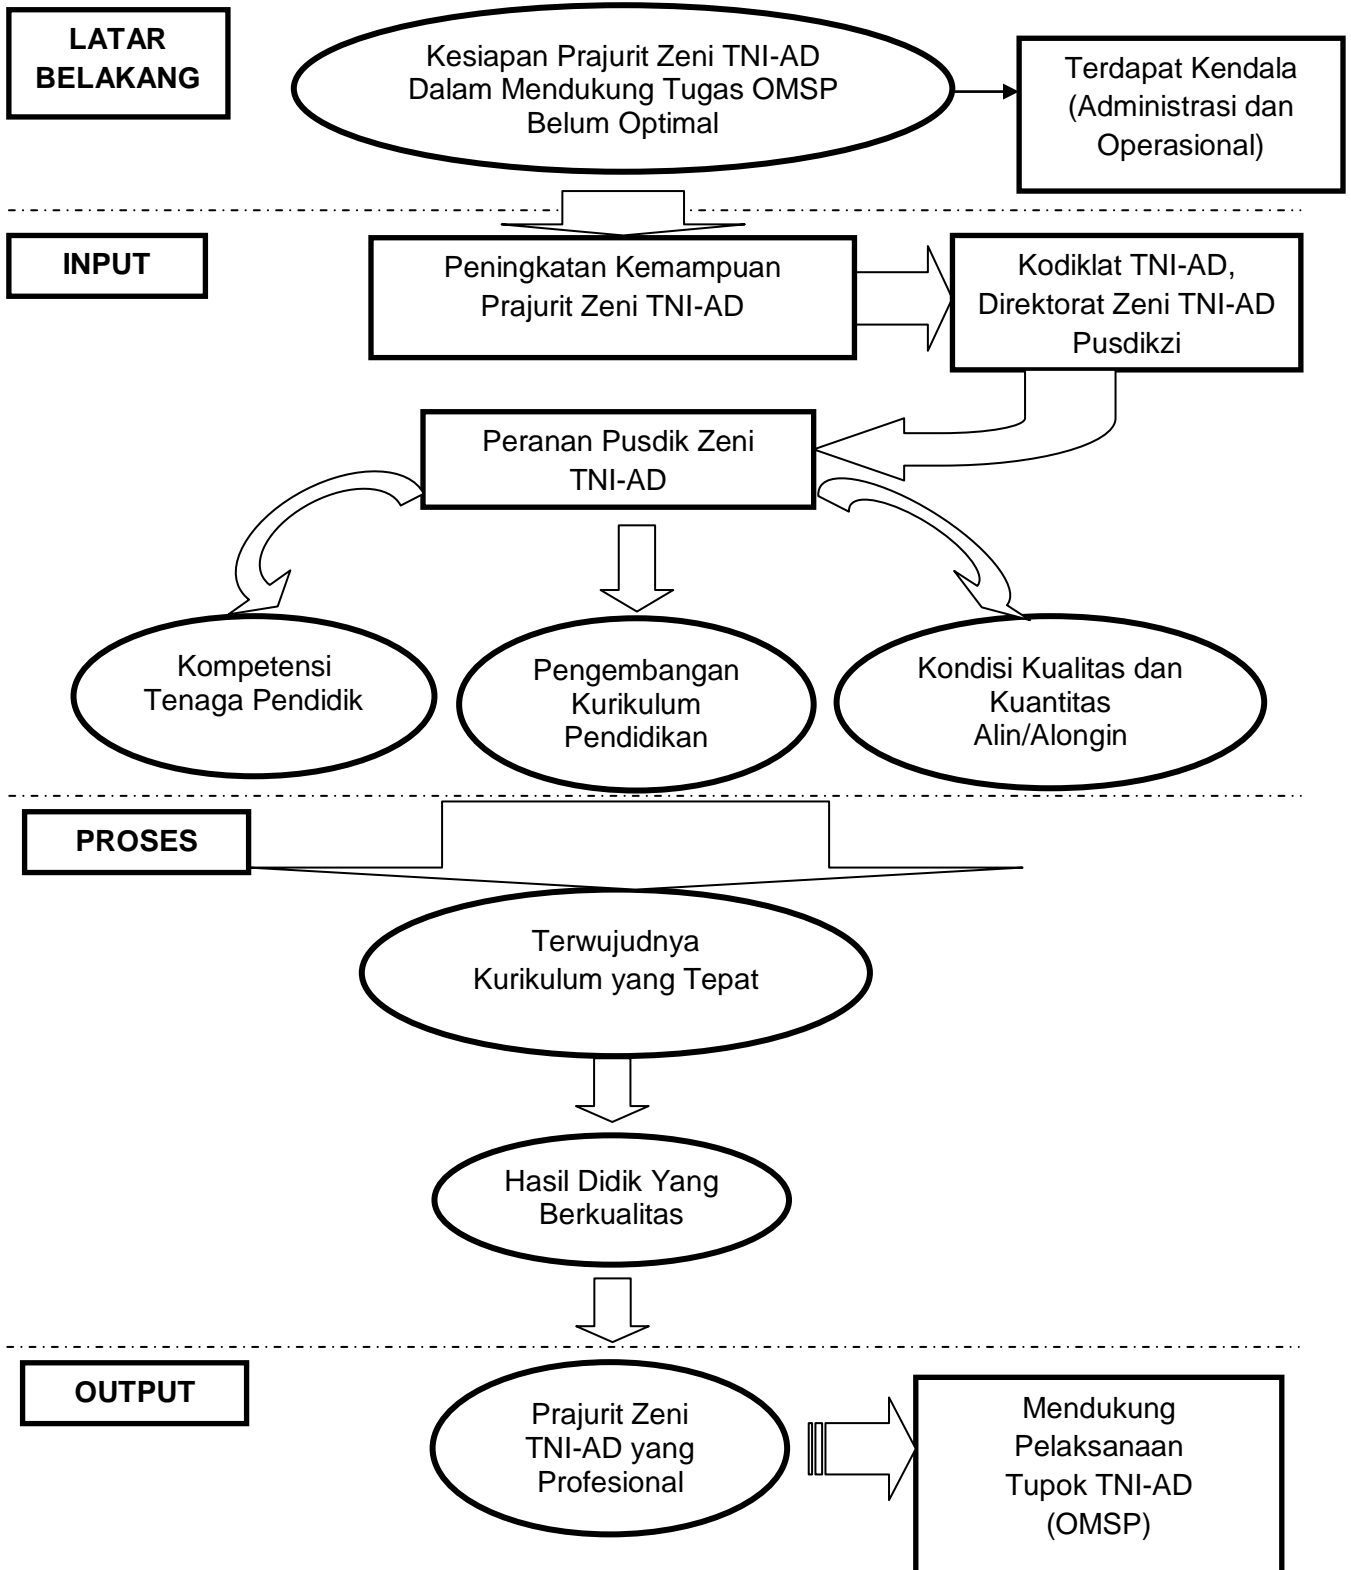 LATAR
BELAKANG
Kesiapan Prajurit Zeni TNI-AD
Dalam Mendukung Tugas OMSP
Belum Optimal
Terdapat Kendala
(Administrasi dan
Operasional)
INPUT
Peningkatan Kemampuan
Prajurit Zeni TNI-AD
Kodiklat TNI-AD,
Direktorat Zeni TNI-AD
Pusdikzi
Peranan Pusdik Zeni
TNI-AD
Kompetensi
Tenaga Pendidik
Pengembangan
Kurikulum
Pendidikan
Kondisi Kualitas dan
Kuantitas
Alin/Alongin
PROSES
Terwujudnya
Kurikulum yang Tepat
Hasil Didik Yang
Berkualitas
OUTPUT
Prajurit Zeni
TNI-AD yang
Profesional
Mendukung
Pelaksanaan
Tupok TNI-AD
(OMSP)